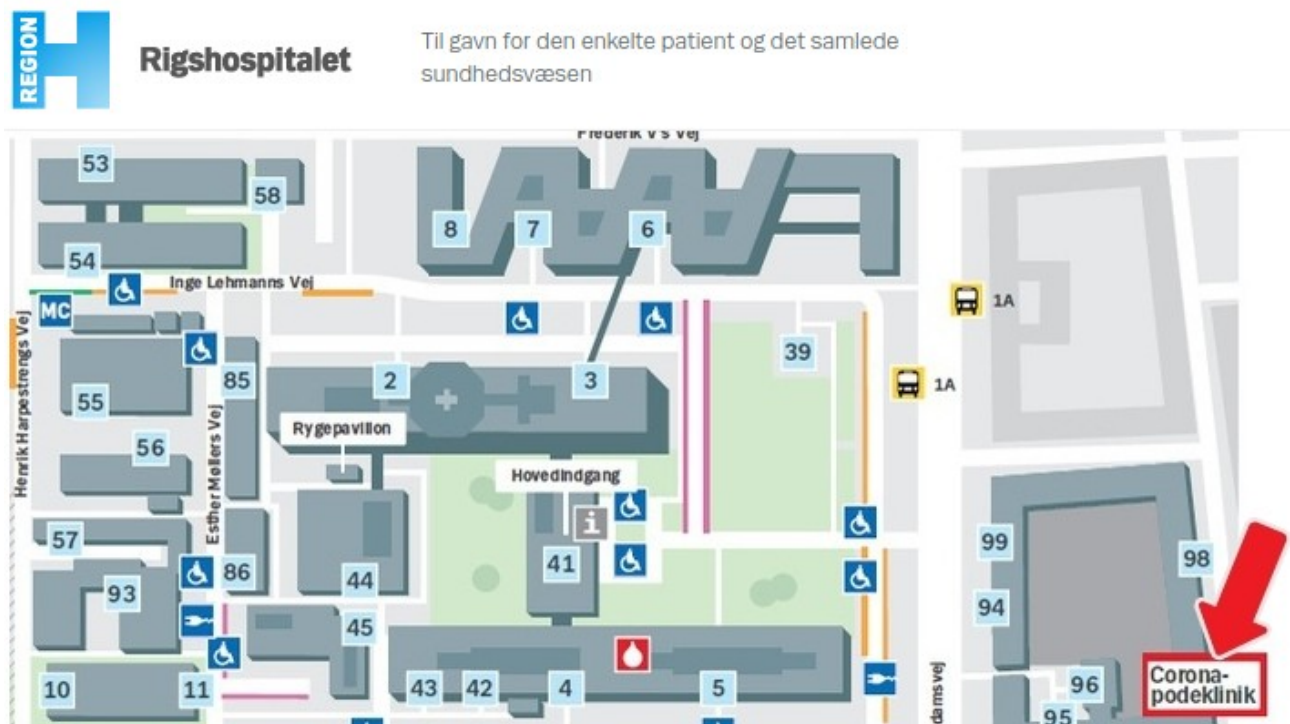 REGION
H
Rigshospitalet
Til gavn for den enkelte patient og det samlede
sundhedsvæsen
Frederik V's Vej
53
58
8
7
6
54
Inge Lehmanns Vej
MC
1A
Henrik Harpestrengs Vej
39
85
2
3
1A
55
Rygepavillon
56
Esther Møllers Vej
Hovedindgang
i
57
99
98
86
41
93
44
94
45
Corona-
podeklinik
10
11
43
42
4
5
96
damsvej
95